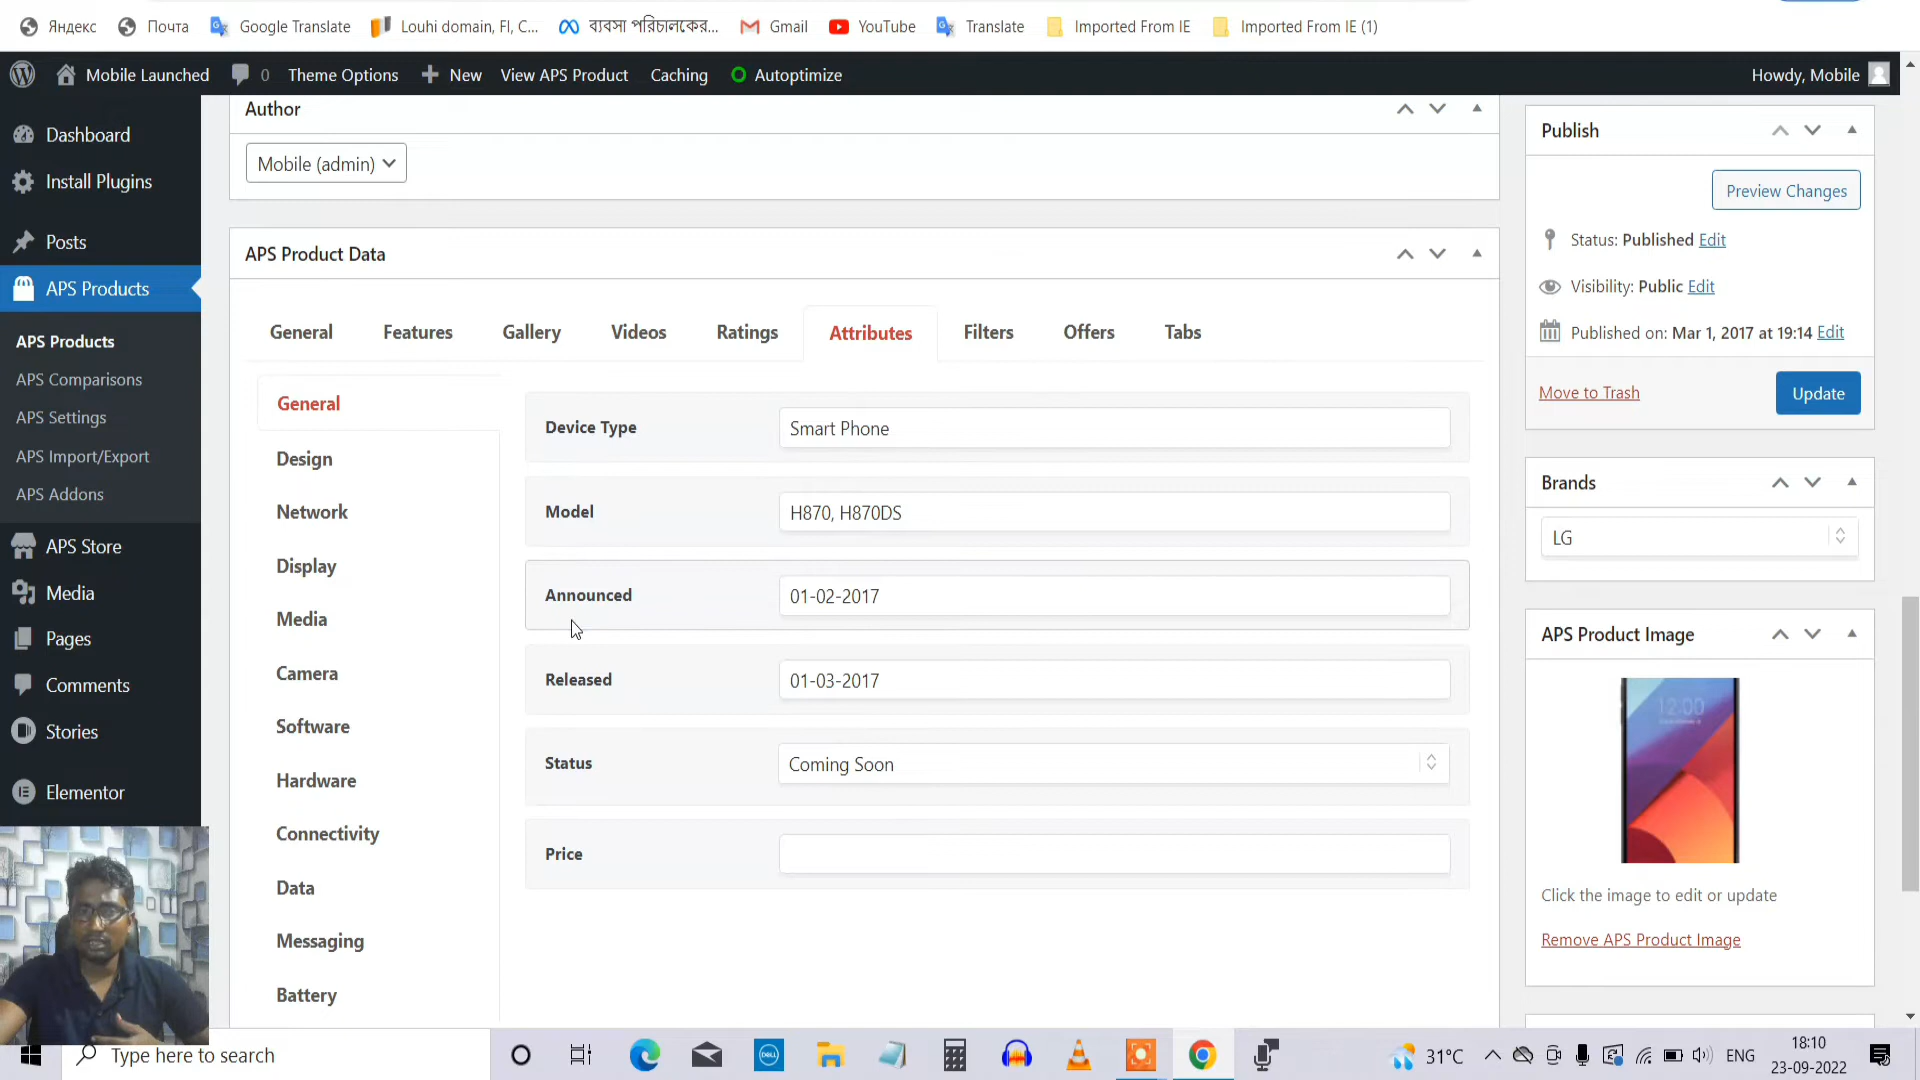 Яндекс Почта Google Translate Louhi domain, FI, C... ব্যবসা পরিচালকের... Gmail YouTube Translate Imported From IE Imported From IE (1)
Mobile Launched 0 Theme Options New View APS Product Caching Autoptimize Howdy, Mobile
Dashboard
Install Plugins
Posts
APS Products
APS Products
APS Comparisons
APS Settings
APS Import/Export
APS Addons
APS Store
Media
Pages
Comments
Stories
Elementor
Author
Mobile (admin)
APS Product Data
General Features Gallery Videos Ratings Attributes Filters Offers Tabs
General
Design
Network
Display
Media
Camera
Software
Hardware
Connectivity
Data
Messaging
Battery
Device Type Smart Phone
Model H870, H870DS
Announced 01-02-2017
Released 01-03-2017
Status Coming Soon
Price
Publish
Preview Changes
Status: Published Edit
Visibility: Public Edit
Published on: Mar 1, 2017 at 19:14 Edit
Move to Trash Update
Brands
LG
APS Product Image
12:00
Click the image to edit or update
Remove APS Product Image
Type here to search
DELL
31°C
ENG
18:10
23-09-2022